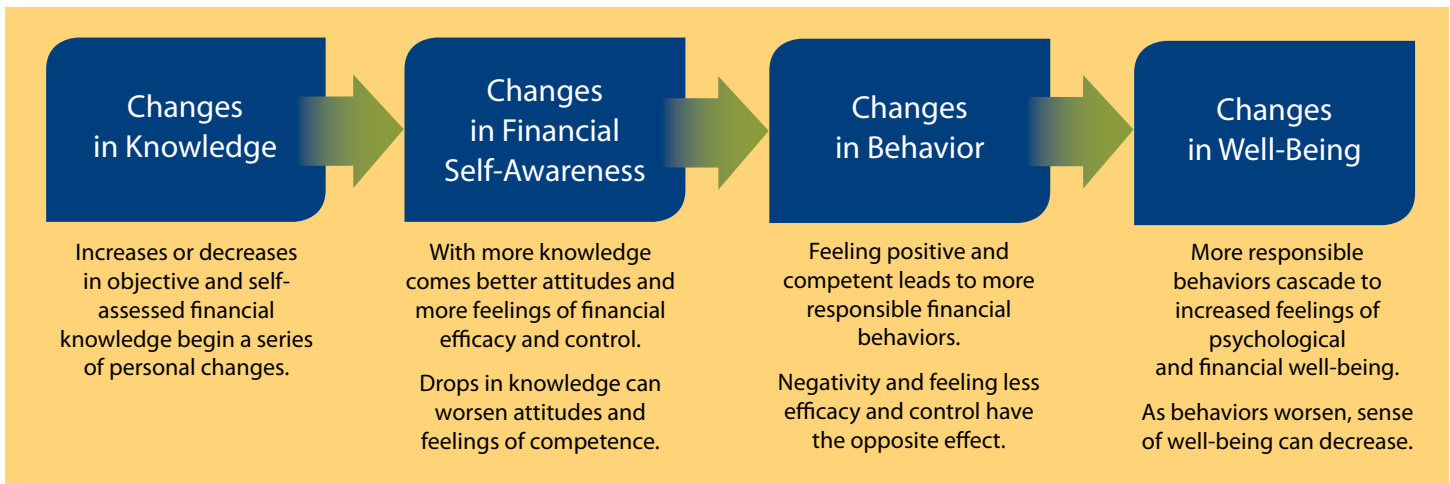 Changes
in Knowledge
Increases or decreases
in objective and self-
assessed financial
knowledge begin a series
of personal changes.
Changes
in Financial
Self-Awareness
With more knowledge
comes better attitudes and
more feelings of financial
efficacy and control.
Drops in knowledge can
worsen attitudes and
feelings of competence.
Changes
in Behavior
Feeling positive and
competent leads to more
responsible financial
behaviors.
Negativity and feeling less
efficacy and control have
the opposite effect.
Changes
in Well-Being
More responsible
behaviors cascade to
increased feelings of
psychological
and financial well-being.
As behaviors worsen, sense
of well-being can decrease.